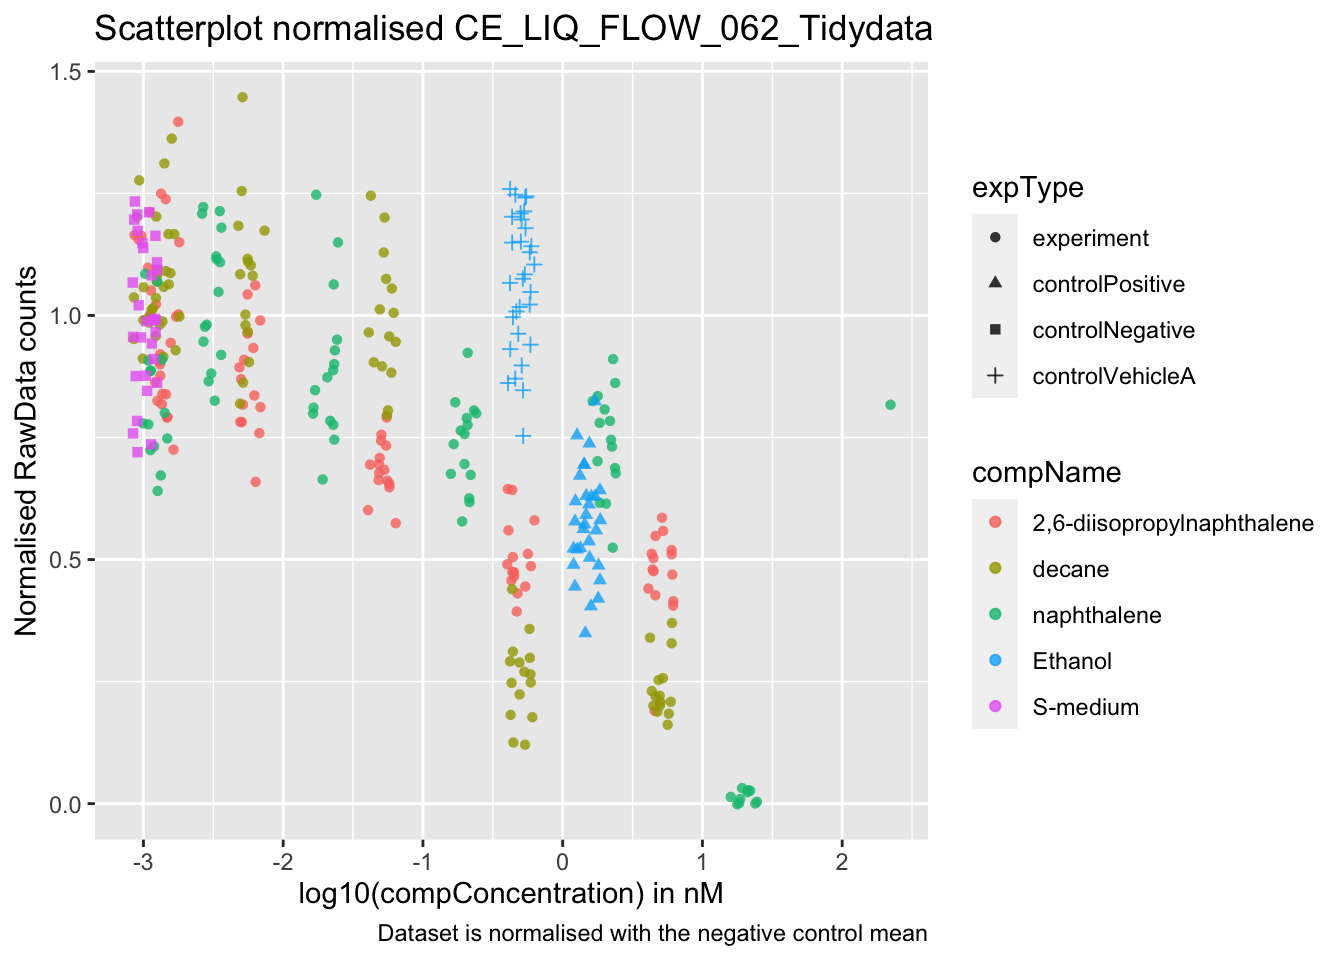 Scatterplot normalised CE_LIQ_FLOW_062_Tidydata
Normalised RawData counts
1.5
1.0
0.5
0.0
-3 -2 -1 0 1 2
log10(compConcentration) in nM
Dataset is normalised with the negative control mean
expType
experiment
controlPositive
controlNegative
controlVehicleA
compName
2,6-diisopropylnaphthalene
decane
naphthalene
Ethanol
S-medium